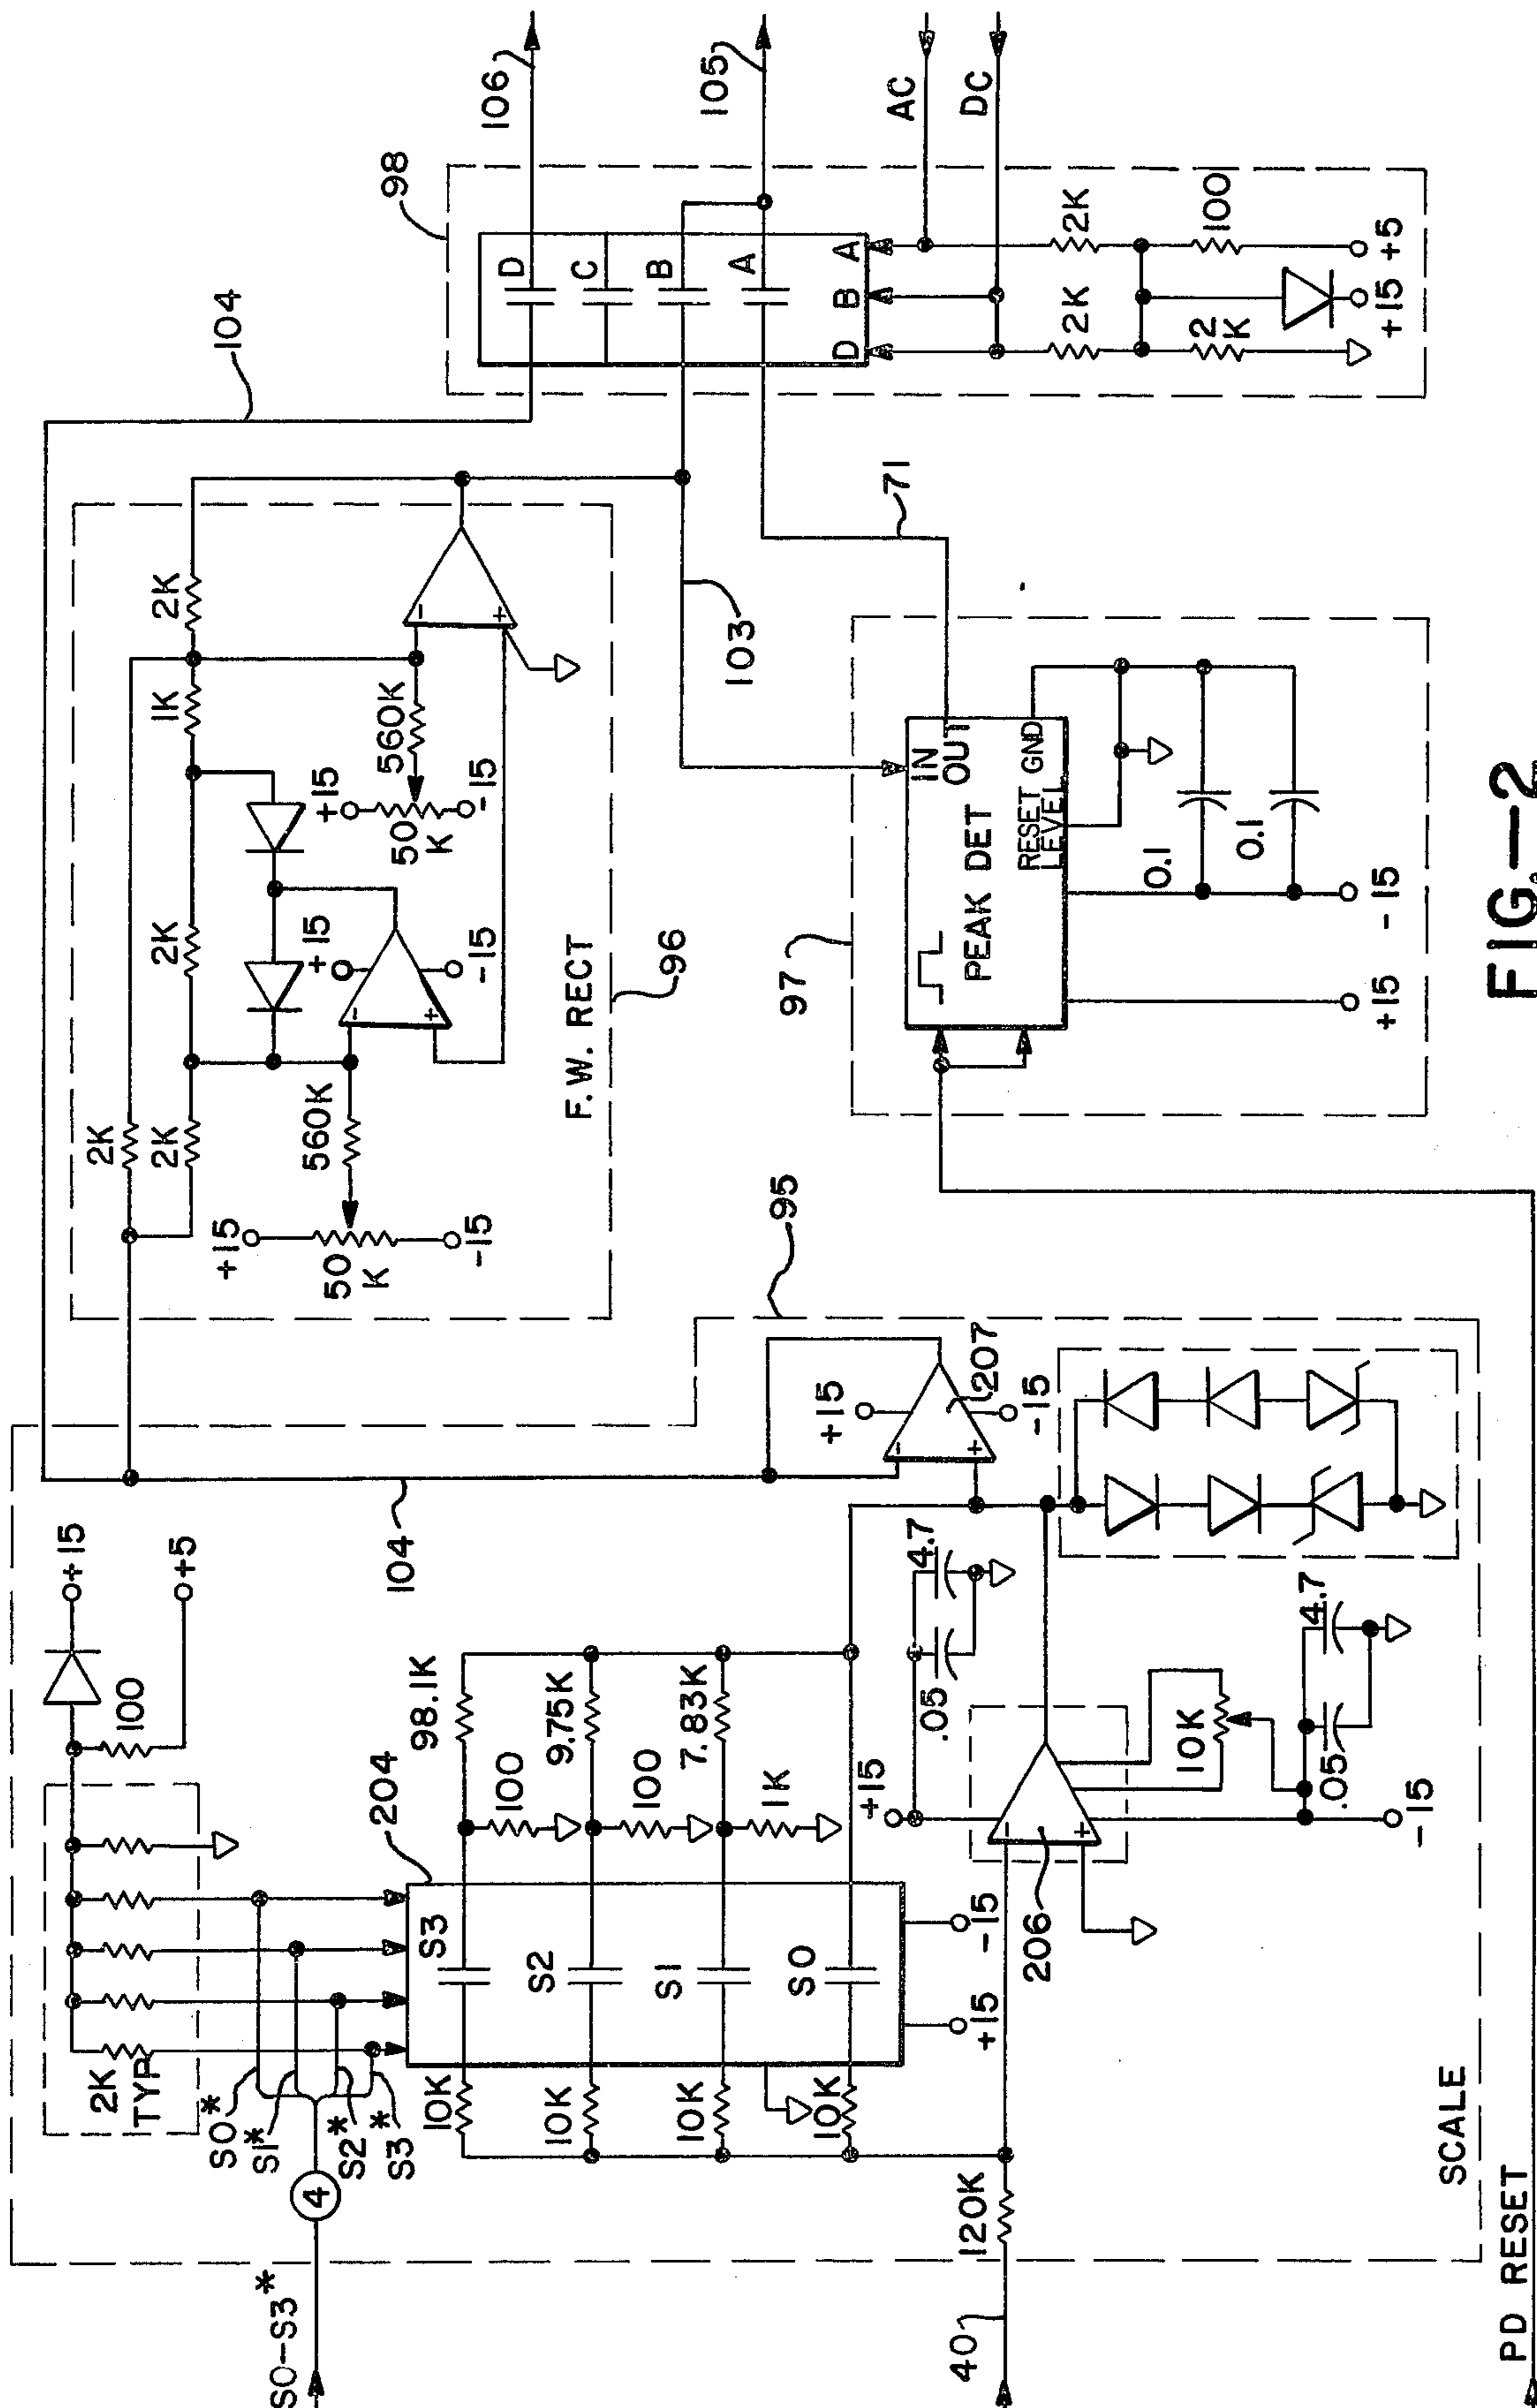 106
105
AC
DC
98
D
C
B
A
D
B
A
2K
2K
2
K
100
+15
+5
104
71
103
2K
1K
2K
2K
2K
560K
+15
50
K
-15
-
+
+15
-15
-
+
560K
+15
50
K
-15
F.W. RECT
96
97
IN
OUT
PEAK DET
RESET
LEVEL
GND
0.1
0.1
+15
-15
FIG.—2
95
+15
207
-15
-
+
104
+15
+5
100
2K
TYP
204
S0*
S1*
S2*
S3*
4
S0-S3*
S3
S2
S1
S0
10K
10K
10K
10K
98.1K
100
9.75K
100
7.83K
1K
+15
-15
+15
.05
4.7
206
-
+
10K
.05
4.7
-15
120K
40
SCALE
PD RESET